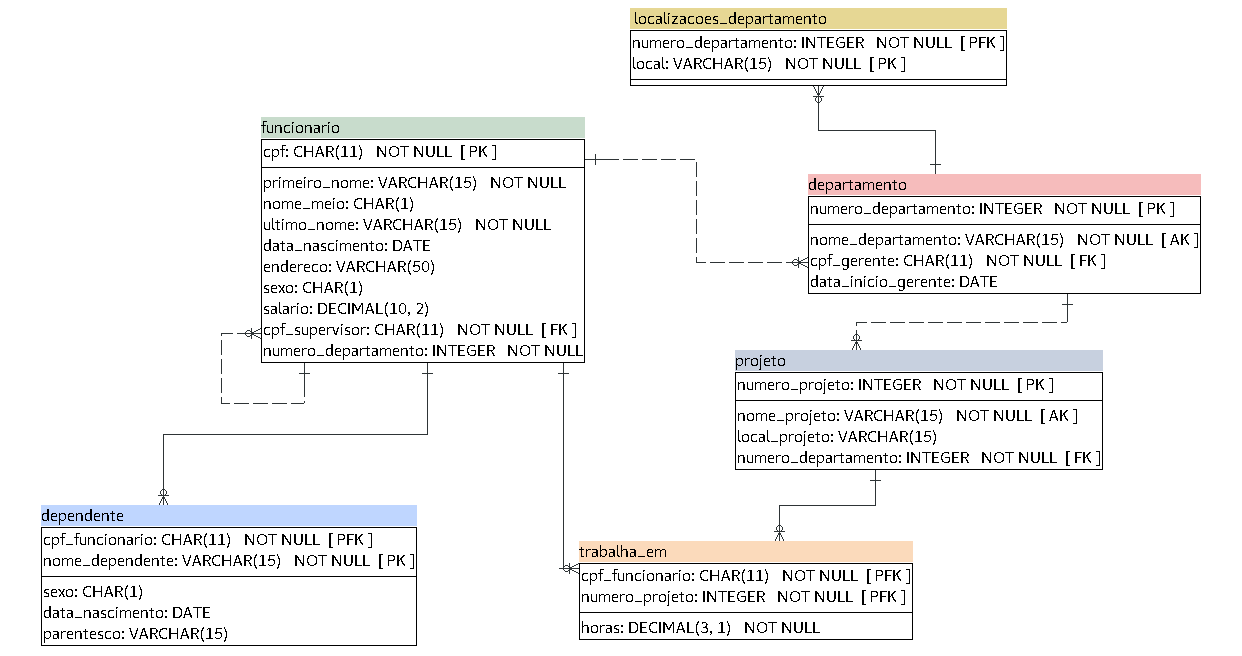 localizacoes_departamento
numero_departamento: INTEGER NOT NULL [ PFK ]
local: VARCHAR(15) NOT NULL [ PK ]
funcionario
cpf: CHAR(11) NOT NULL [ PK ]
primeiro_nome: VARCHAR(15) NOT NULL
nome_meio: CHAR(1)
ultimo_nome: VARCHAR(15) NOT NULL
data_nascimento: DATE
endereco: VARCHAR(50)
sexo: CHAR(1)
salario: DECIMAL(10, 2)
cpf_supervisor: CHAR(11) NOT NULL [ FK ]
numero_departamento: INTEGER NOT NULL
departamento
numero_departamento: INTEGER NOT NULL [ PK ]
nome_departamento: VARCHAR(15) NOT NULL [ AK ]
cpf_gerente: CHAR(11) NOT NULL [ FK ]
data_inicio_gerente: DATE
projeto
numero_projeto: INTEGER NOT NULL [ PK ]
nome_projeto: VARCHAR(15) NOT NULL [ AK ]
local_projeto: VARCHAR(15)
numero_departamento: INTEGER NOT NULL [ FK ]
dependente
cpf_funcionario: CHAR(11) NOT NULL [ PFK ]
nome_dependente: VARCHAR(15) NOT NULL [ PK ]
sexo: CHAR(1)
data_nascimento: DATE
parentesco: VARCHAR(15)
trabalha_em
cpf_funcionario: CHAR(11) NOT NULL [ PFK ]
numero_projeto: INTEGER NOT NULL [ PFK ]
horas: DECIMAL(3, 1) NOT NULL